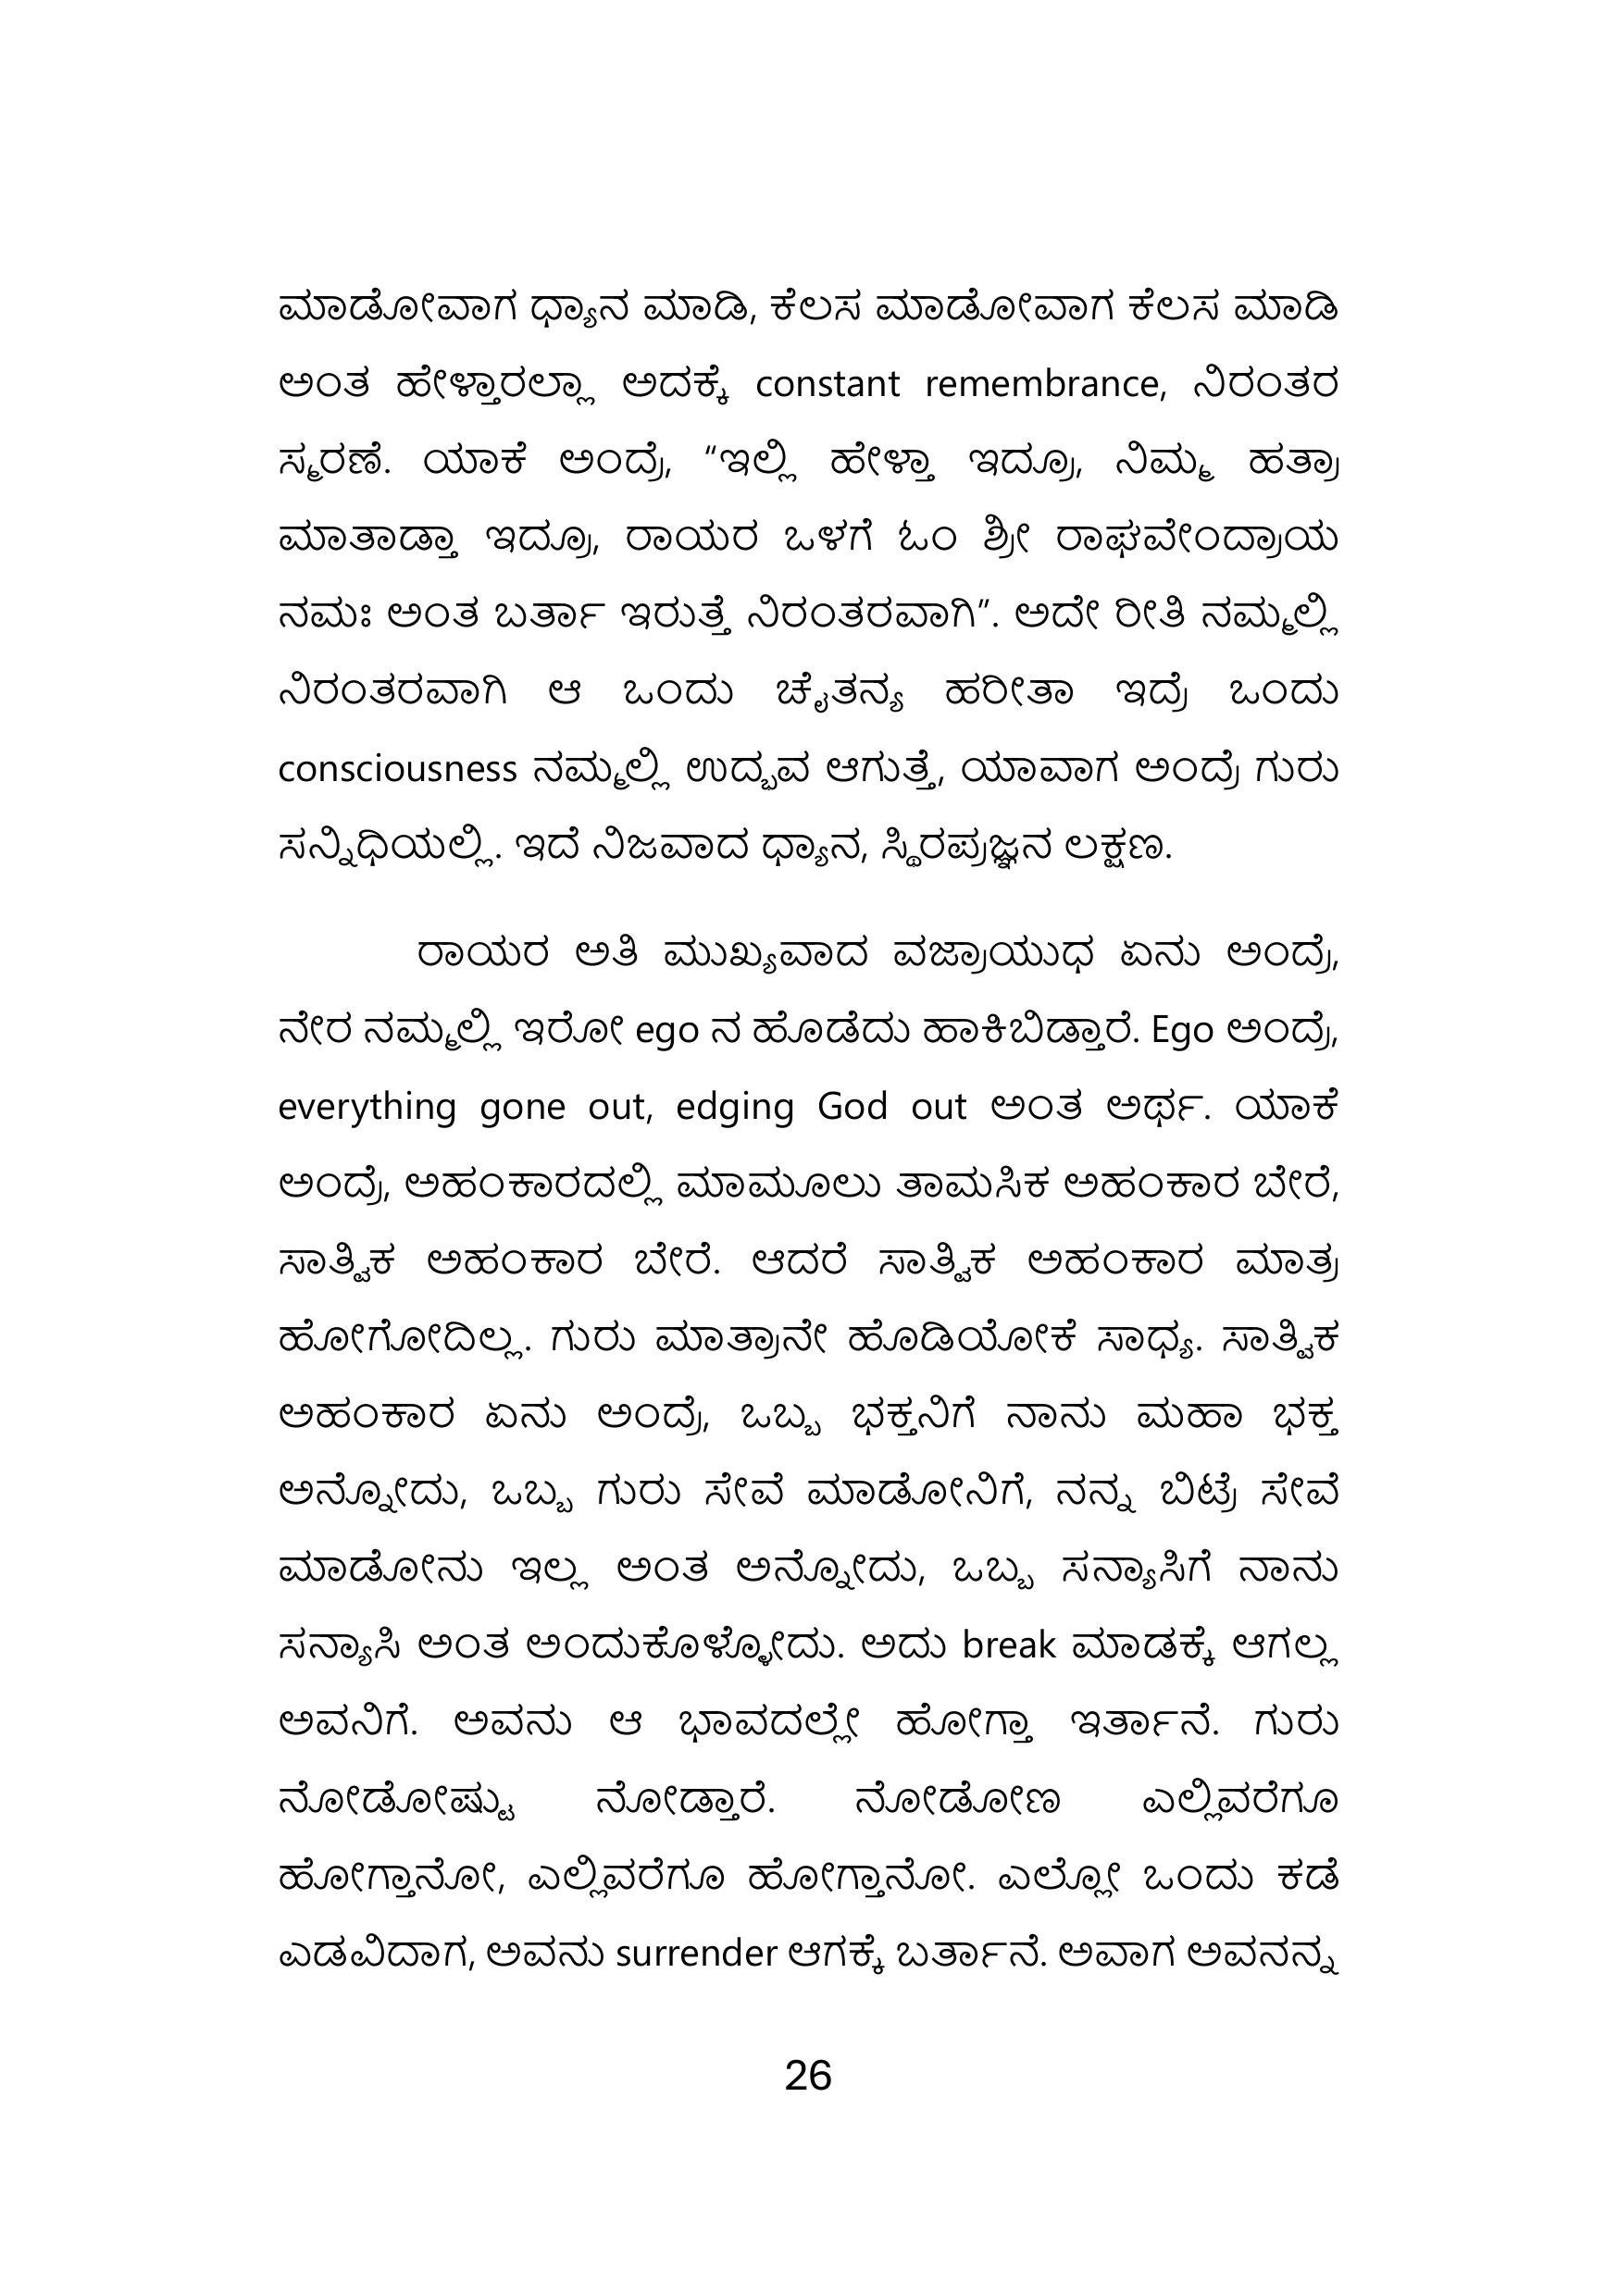 ಮಾಡೋವಾಗ ಧ್ಯಾನ ಮಾಡಿ, ಕೆಲಸ ಮಾಡೋವಾಗ ಕೆಲಸ ಮಾಡಿ
ಅಂತ ಹೇಳ್ತಾರಲ್ಲಾ ಅದಕ್ಕೆ constant remembrance, ನಿರಂತರ
ಸ್ಮರಣೆ. ಯಾಕೆ ಅಂದ್ರೆ, “ಇಲ್ಲಿ ಹೇಳ್ತಾ ಇದ್ರೂ, ನಿಮ್ಮ ಹತ್ರಾ
ಮಾತಾಡ್ತಾ ಇದ್ರೂ, ರಾಯರ ಒಳಗೆ ಓಂ ಶ್ರೀ ರಾಘವೇಂದ್ರಾಯ
ನಮಃ ಅಂತ ಬರ್ತಾ ಇರುತ್ತೆ ನಿರಂತರವಾಗಿ”. ಅದೇ ರೀತಿ ನಮ್ಮಲ್ಲಿ
ನಿರಂತರವಾಗಿ ಆ ಒಂದು ಚೈತನ್ಯ ಹರೀತಾ ಇದ್ರೆ ಒಂದು
consciousness ನಮ್ಮಲ್ಲಿ ಉದ್ಭವ ಆಗುತ್ತೆ, ಯಾವಾಗ ಅಂದ್ರೆ ಗುರು
ಸನ್ನಿಧಿಯಲ್ಲಿ. ಇದೆ ನಿಜವಾದ ಧ್ಯಾನ, ಸ್ಥಿರಪ್ರಜ್ಞನ ಲಕ್ಷಣ.
ರಾಯರ ಅತಿ ಮುಖ್ಯವಾದ ವಜ್ರಾಯುಧ ಏನು ಅಂದ್ರೆ,
ನೇರ ನಮ್ಮಲ್ಲಿ ಇರೋ ego ನ ಹೊಡೆದು ಹಾಕಿಬಿಡ್ತಾರೆ. Ego ಅಂದ್ರೆ,
everything gone out, edging God out ಅಂತ ಅರ್ಥ. ಯಾಕೆ
ಅಂದ್ರೆ, ಅಹಂಕಾರದಲ್ಲಿ ಮಾಮೂಲು ತಾಮಸಿಕ ಅಹಂಕಾರ ಬೇರೆ,
ಸಾತ್ವಿಕ ಅಹಂಕಾರ ಬೇರೆ. ಆದರೆ ಸಾತ್ವಿಕ ಅಹಂಕಾರ ಮಾತ್ರ
ಹೋಗೋದಿಲ್ಲ. ಗುರು ಮಾತ್ರಾನೇ ಹೊಡಿಯೋಕೆ ಸಾಧ್ಯ. ಸಾತ್ವಿಕ
ಅಹಂಕಾರ ಏನು ಅಂದ್ರೆ, ಒಬ್ಬ ಭಕ್ತನಿಗೆ ನಾನು ಮಹಾ ಭಕ್ತ
ಅನ್ನೋದು, ಒಬ್ಬ ಗುರು ಸೇವೆ ಮಾಡೋನಿಗೆ, ನನ್ನ ಬಿಟ್ರೆ ಸೇವೆ
ಮಾಡೋನು ಇಲ್ಲ ಅಂತ ಅನ್ನೋದು, ಒಬ್ಬ ಸನ್ಯಾಸಿಗೆ ನಾನು
ಸನ್ಯಾಸಿ ಅಂತ ಅಂದುಕೊಳ್ಳೋದು. ಅದು break ಮಾಡಕ್ಕೆ ಆಗಲ್ಲ
ಅವನಿಗೆ. ಅವನು ಆ ಭಾವದಲ್ಲೇ ಹೋಗ್ತಾ ಇರ್ತಾನೆ. ಗುರು
ನೋಡೋಷ್ಟು ನೋಡ್ತಾರೆ. ನೋಡೋಣ ಎಲ್ಲಿವರೆಗೂ
ಹೋಗ್ತಾನೋ, ಎಲ್ಲಿವರೆಗೂ ಹೋಗ್ತಾನೋ. ಎಲ್ಲೋ ಒಂದು ಕಡೆ
ಎಡವಿದಾಗ, ಅವನು surrender ಆಗಕ್ಕೆ ಬರ್ತಾನೆ. ಅವಾಗ ಅವನನ್ನ
26